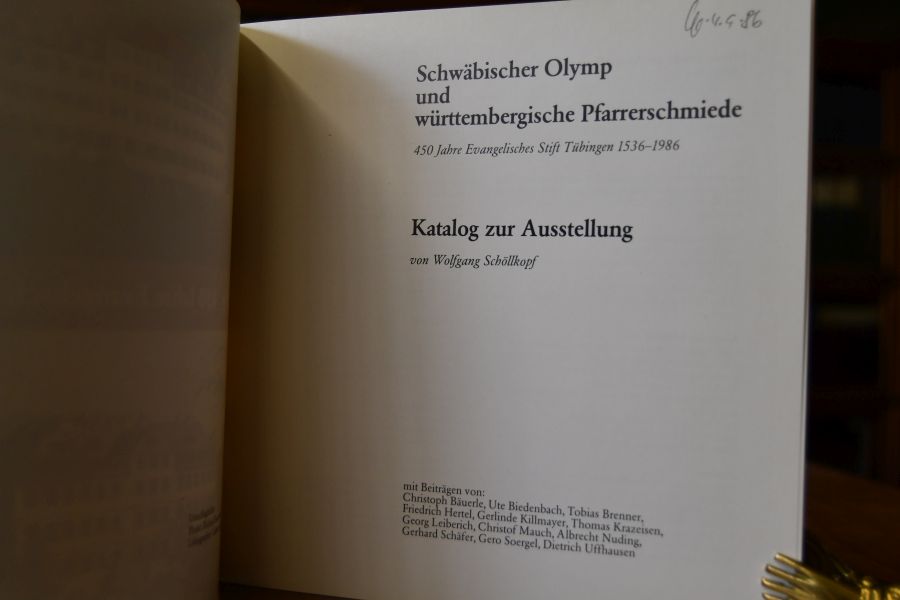 Schwäbischer Olymp
und
württembergische Pfarrerschmiede
450 Jahre Evangelisches Stift Tübingen 1536–1986
Katalog zur Ausstellung
von Wolfgang Schöllkopf
mit Beiträgen von:
Christoph Bäuerle, Ute Biedenbach, Tobias Brenner,
Friedrich Hertel, Gerlinde Killmayer, Thomas Krazeisen,
Georg Leiberich, Christof Mauch, Albrecht Nuding,
Gerhard Schäfer, Gero Soergel, Dietrich Uffhausen